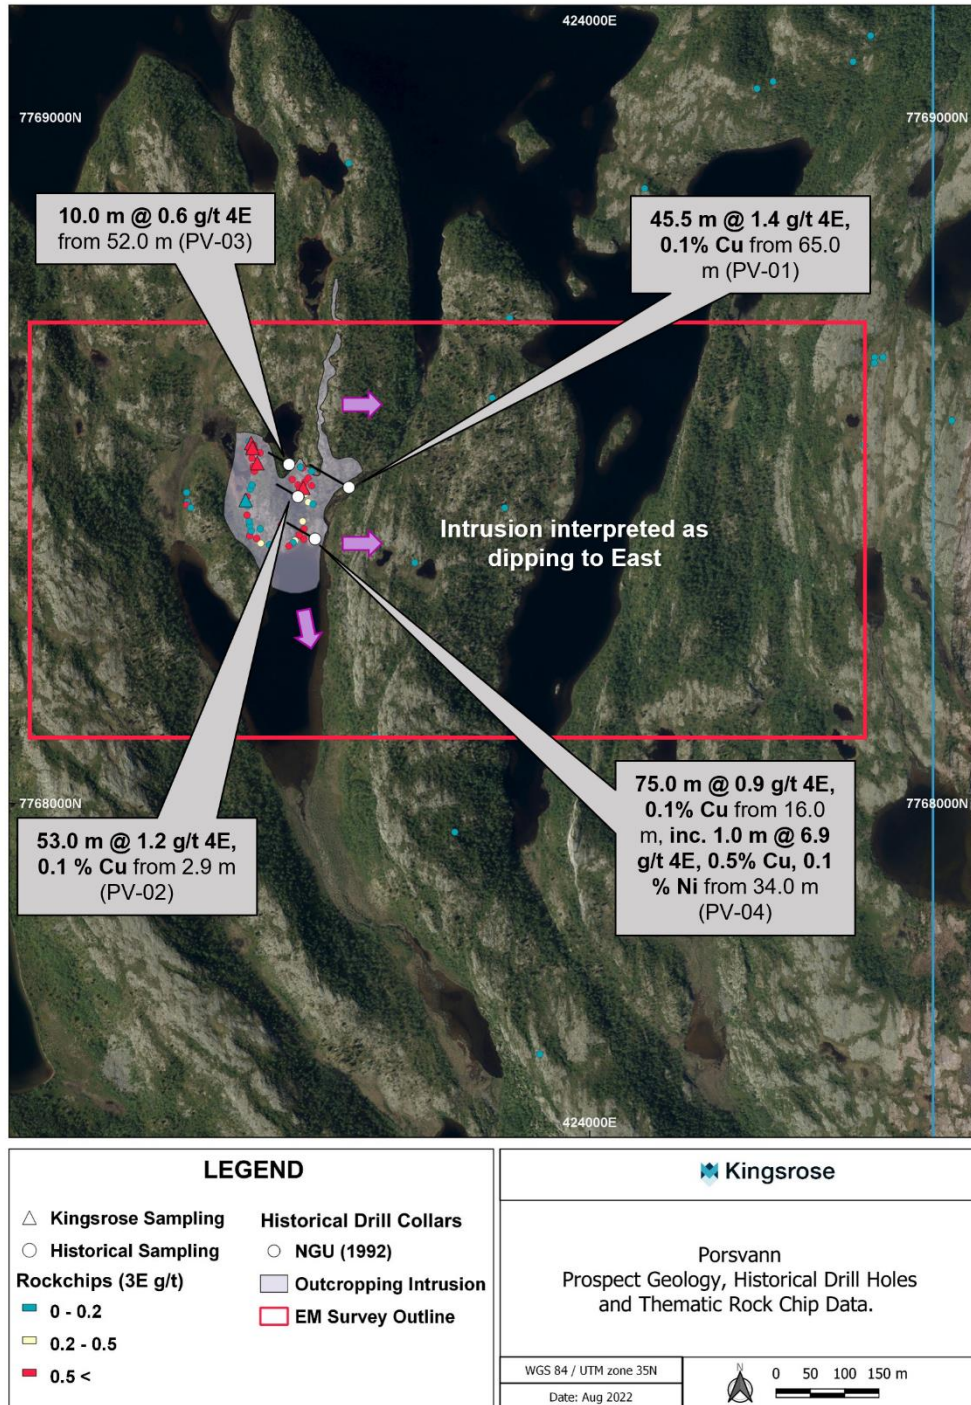 424000E
7769000N
7769000N
10.0 m @ 0.6 g/t 4E
from 52.0 m (PV-03)
45.5 m @ 1.4 g/t 4E,
0.1% Cu from 65.0
m (PV-01)
Intrusion interpreted as
dipping to East
7768000N
7768000N
53.0 m @ 1.2 g/t 4E,
0.1 % Cu from 2.9 m
(PV-02)
75.0 m @ 0.9 g/t 4E,
0.1% Cu from 16.0
m, inc. 1.0 m @ 6.9
g/t 4E, 0.5% Cu, 0.1
% Ni from 34.0 m
(PV-04)
424000E
LEGEND
Kingsrose Sampling
Historical Sampling
Rockchips (3E g/t)
0 - 0.2
0.2 - 0.5
0.5 <
Historical Drill Collars
NGU (1992)
Outcropping Intrusion
EM Survey Outline
Kingsrose
Porsvann
Prospect Geology, Historical Drill Holes
and Thematic Rock Chip Data.
WGS 84 / UTM zone 35N
Date: Aug 2022
N
0 50 100 150 m